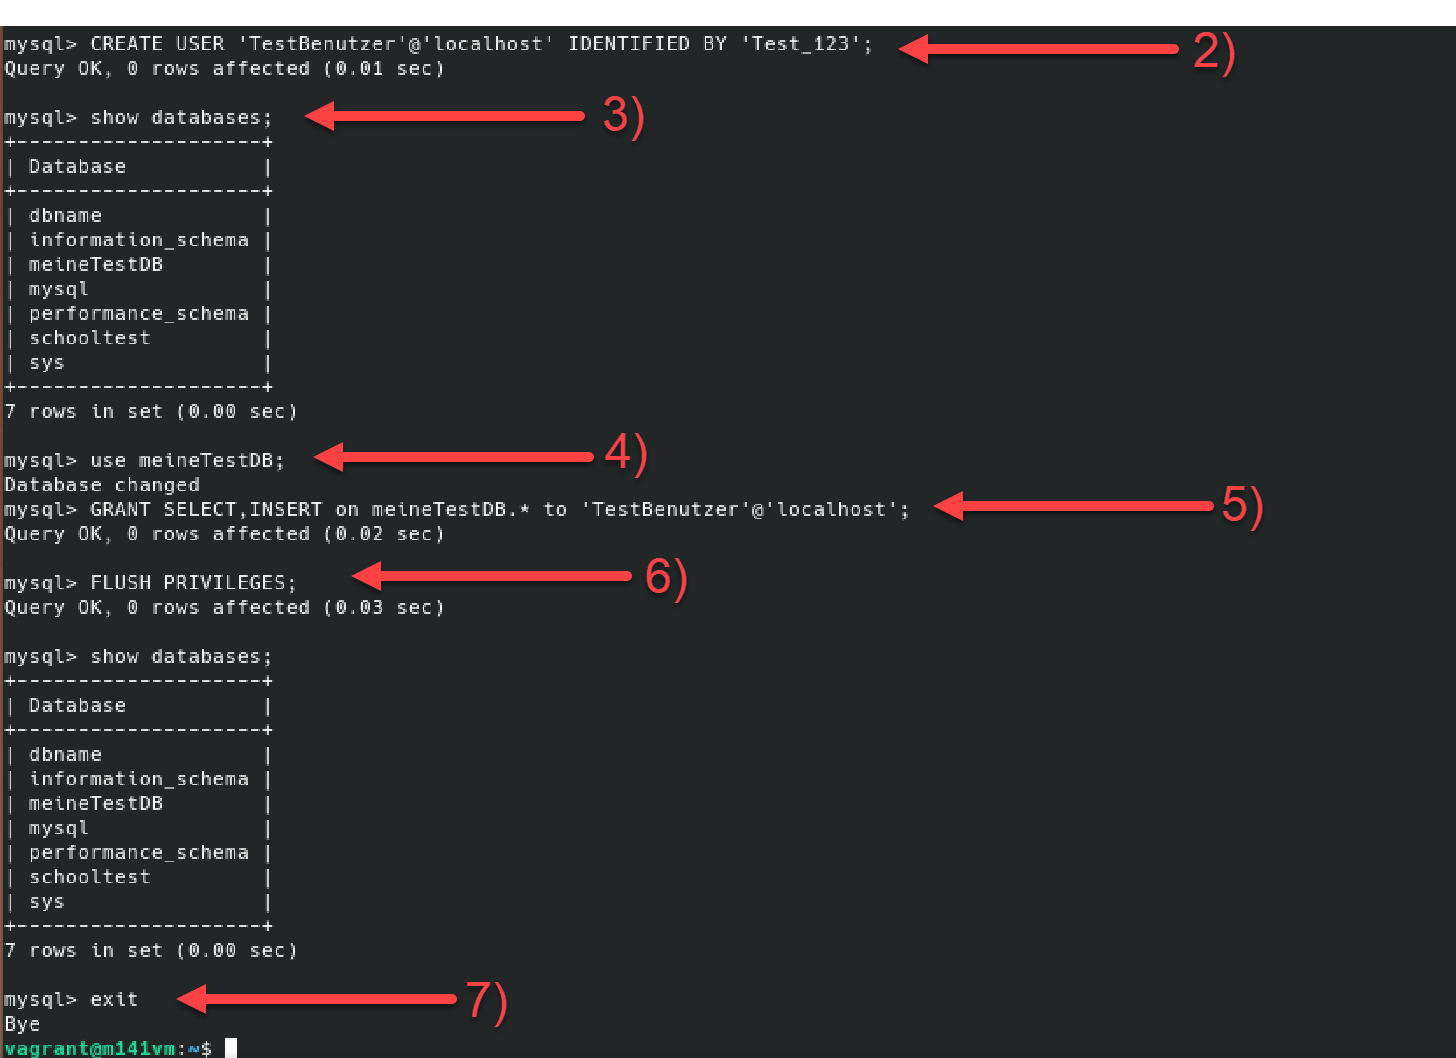 mysql> CREATE USER 'TestBenutzer'@'localhost' IDENTIFIED BY 'Test_123'; 2)
Query OK, 0 rows affected (0.01 sec)
mysql> show databases; 3)
+--------------------+
| Database           |
+--------------------+
| dbname             |
| information_schema |
| meineTestDB        |
| mysql              |
| performance_schema |
| schooltest         |
| sys                |
+--------------------+
7 rows in set (0.00 sec)
mysql> use meineTestDB; 4)
Database changed
mysql> GRANT SELECT,INSERT on meineTestDB.* to 'TestBenutzer'@'localhost'; 5)
Query OK, 0 rows affected (0.02 sec)
mysql> FLUSH PRIVILEGES; 6)
Query OK, 0 rows affected (0.03 sec)
mysql> show databases;
+--------------------+
| Database           |
+--------------------+
| dbname             |
| information_schema |
| meineTestDB        |
| mysql              |
| performance_schema |
| schooltest         |
| sys                |
+--------------------+
7 rows in set (0.00 sec)
mysql> exit 7)
Bye
vagrant@m141vm:~$